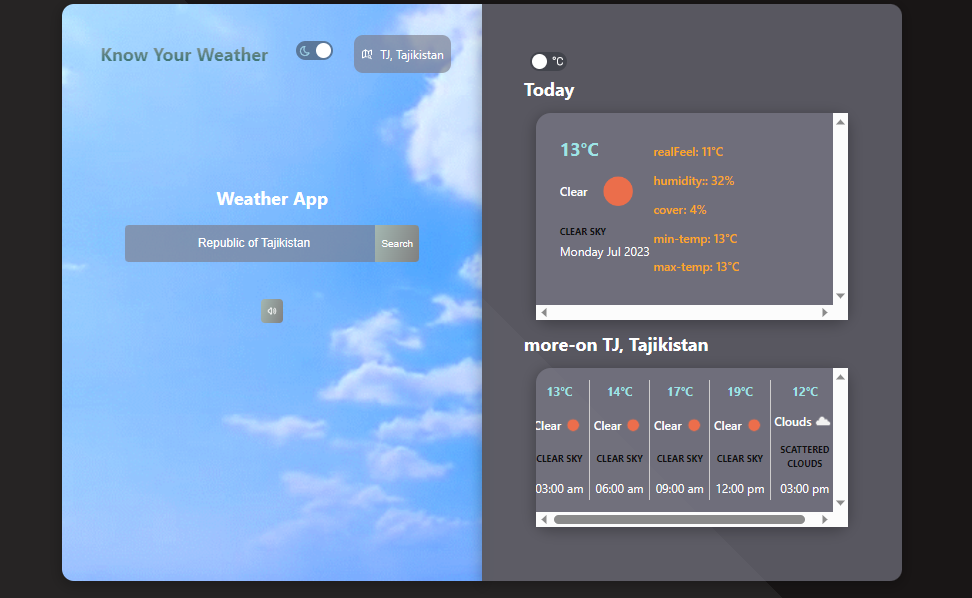 Know Your Weather
TJ, Tajikistan
Weather App
Republic of Tajikistan
Search
°C
Today
13°C
Clear
CLEAR SKY
Monday Jul 2023
realFeel: 11°C
humidity:: 32%
cover: 4%
min-temp: 13°C
max-temp: 13°C
more-on TJ, Tajikistan
13°C 14°C 17°C 19°C 12°C
Clear Clear Clear Clear Clouds
CLEAR SKY CLEAR SKY CLEAR SKY CLEAR SKY SCATTERED
CLOUDS
03:00 am 06:00 am 09:00 am 12:00 pm 03:00 pm